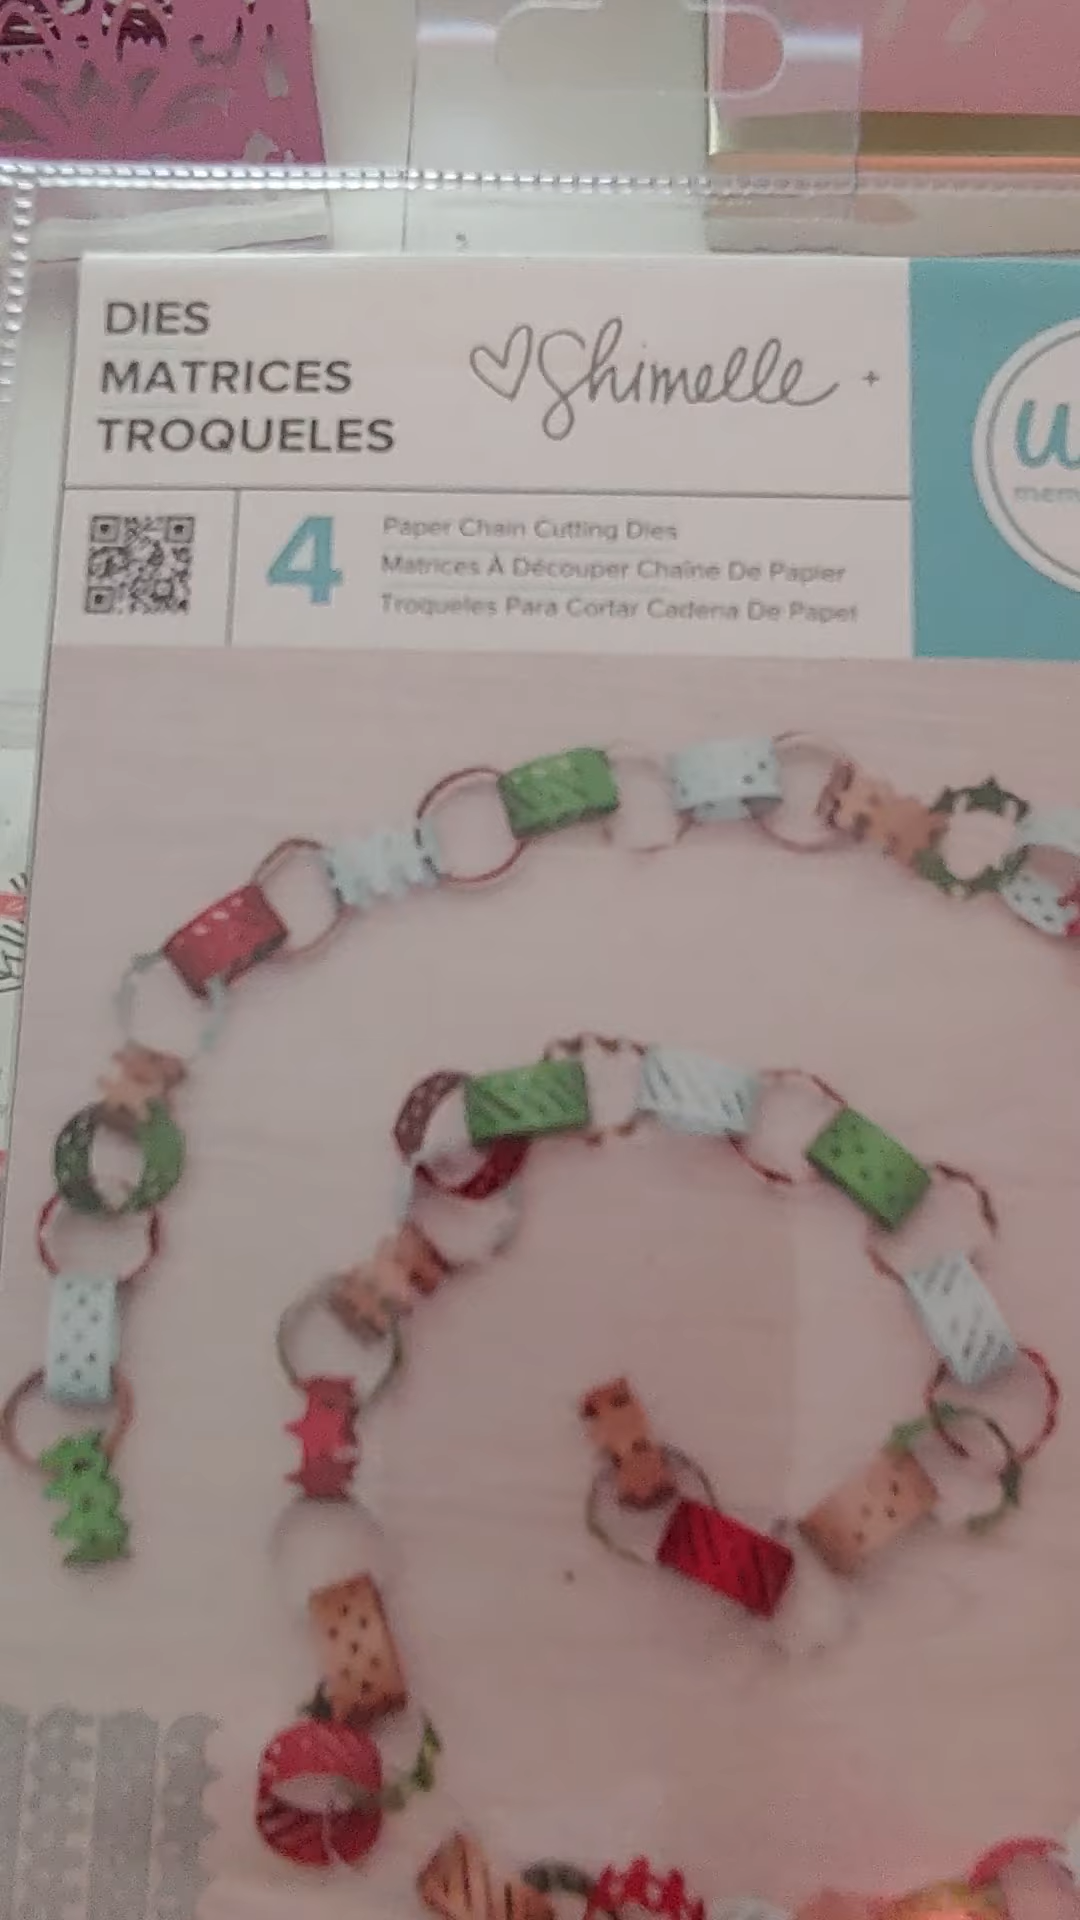 DIES
MATRICES
TROQUELES
Shimelle +
4
Paper Chain Cutting Dies
Matrices À Découper Chaîne De Papier
Troqueles Para Cortar Cadena De Papel